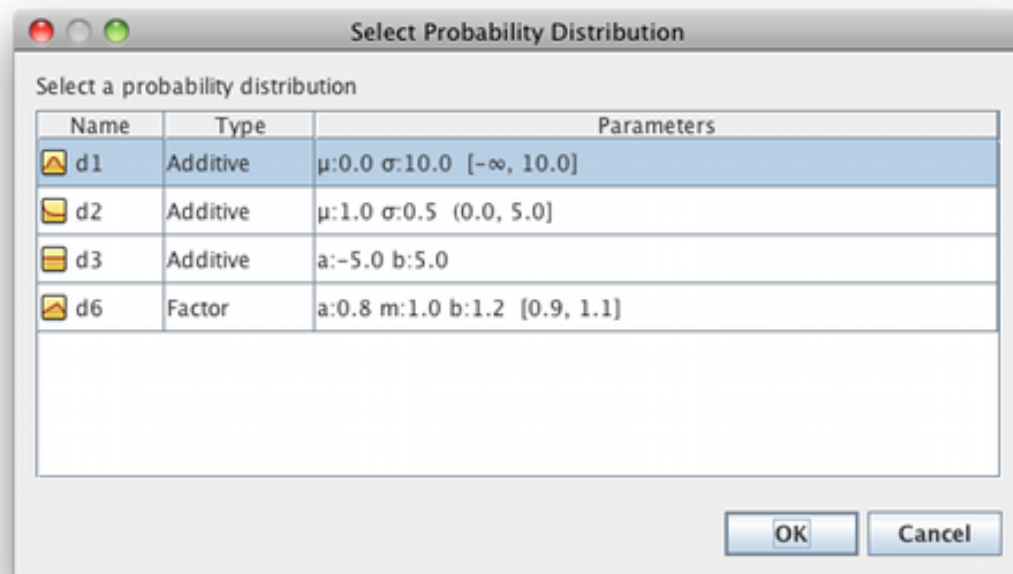 Select Probability Distribution
Select a probability distribution
Name Type Parameters
d1 Additive μ:0.0 σ:10.0 [-∞, 10.0]
d2 Additive μ:1.0 σ:0.5 (0.0, 5.0]
d3 Additive a:-5.0 b:5.0
d6 Factor a:0.8 m:1.0 b:1.2 [0.9, 1.1]
OK Cancel